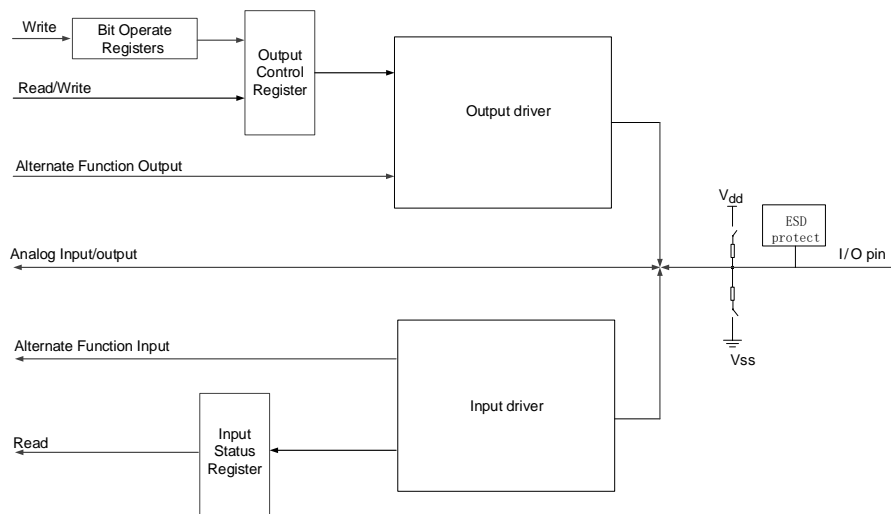 Write
Bit Operate
Registers
Output
Control
Register
Read/Write
Output driver
Alternate Function Output
Vdd
ESD
protect
Analog Input/output
I/O pin
Alternate Function Input
Vss
Input driver
Input
Status
Register
Read